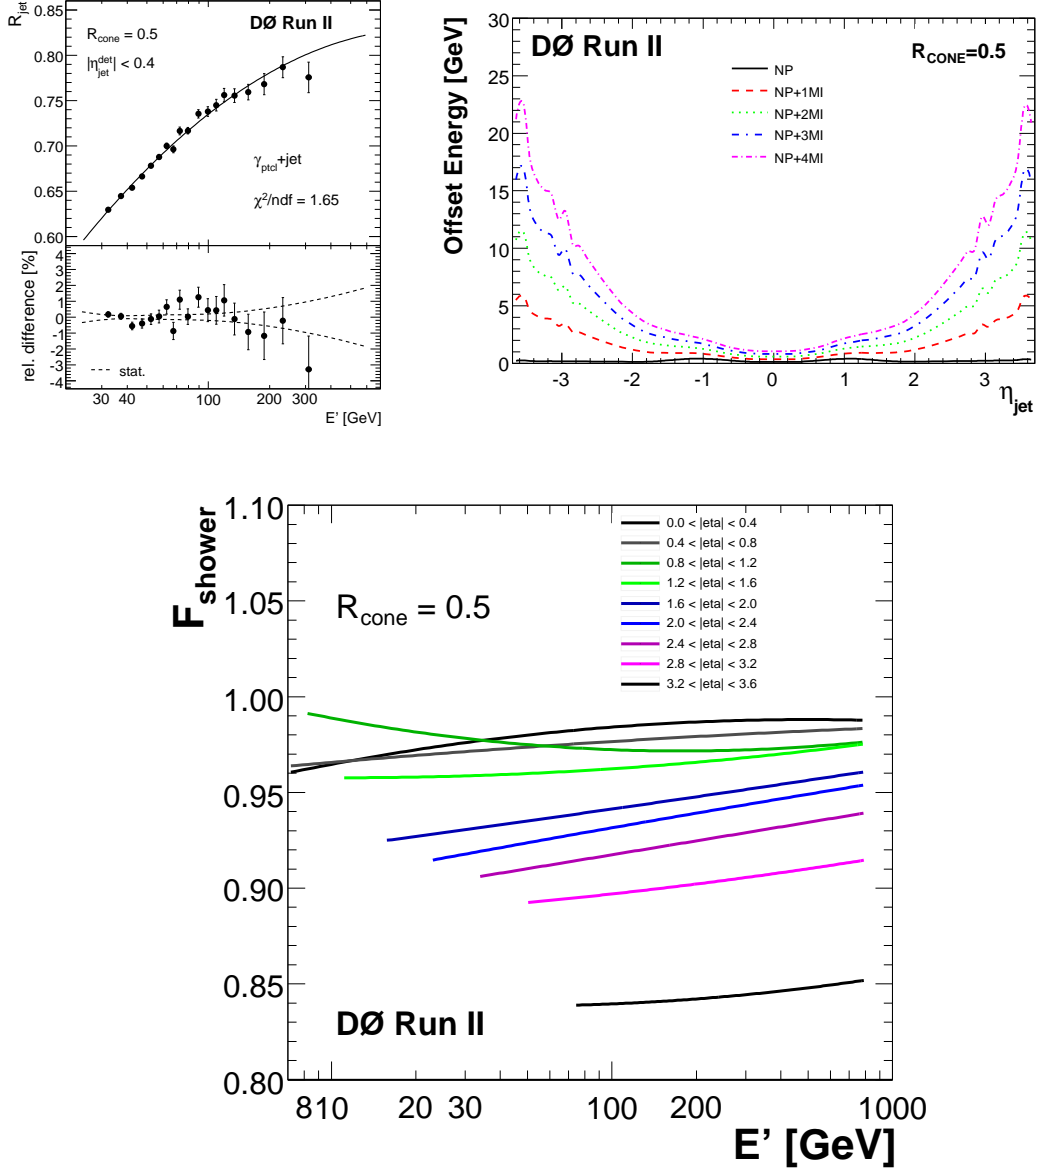 R_jet
0.85
0.80
0.75
0.70
0.65
0.60
DØ Run II
R_cone = 0.5
|η^det_jet| < 0.4
γ_ptcl+jet
χ²/ndf = 1.65
rel. difference [%]
4
3
2
1
0
-1
-2
-3
-4
stat.
30 40 100 200 300
E' [GeV]
Offset Energy [GeV]
30
25
20
15
10
5
0
DØ Run II
R_CONE=0.5
NP
NP+1MI
NP+2MI
NP+3MI
NP+4MI
-3 -2 -1 0 1 2 3
η_jet
F_shower
1.10
1.05
1.00
0.95
0.90
0.85
0.80
R_cone = 0.5
0.0 < |eta| < 0.4
0.4 < |eta| < 0.8
0.8 < |eta| < 1.2
1.2 < |eta| < 1.6
1.6 < |eta| < 2.0
2.0 < |eta| < 2.4
2.4 < |eta| < 2.8
2.8 < |eta| < 3.2
3.2 < |eta| < 3.6
DØ Run II
8 10 20 30 100 200 1000
E' [GeV]